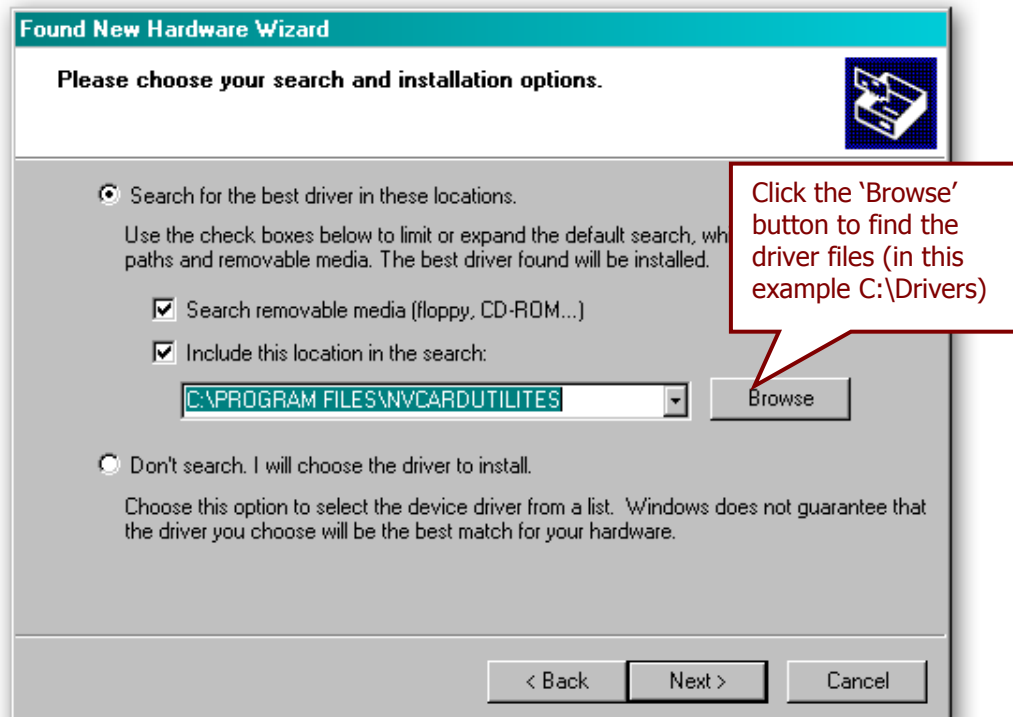 Found New Hardware Wizard
Please choose your search and installation options.
Search for the best driver in these locations.
Use the check boxes below to limit or expand the default search, wh
paths and removable media. The best driver found will be installed.
Click the ‘Browse’
button to find the
driver files (in this
example C:\Drivers)
Search removable media (floppy, CD-ROM...)
Include this location in the search:
C:\PROGRAM FILES\NVCARDUTILITES
Browse
Don't search. I will choose the driver to install.
Choose this option to select the device driver from a list.  Windows does not guarantee that
the driver you choose will be the best match for your hardware.
< Back
Next >
Cancel